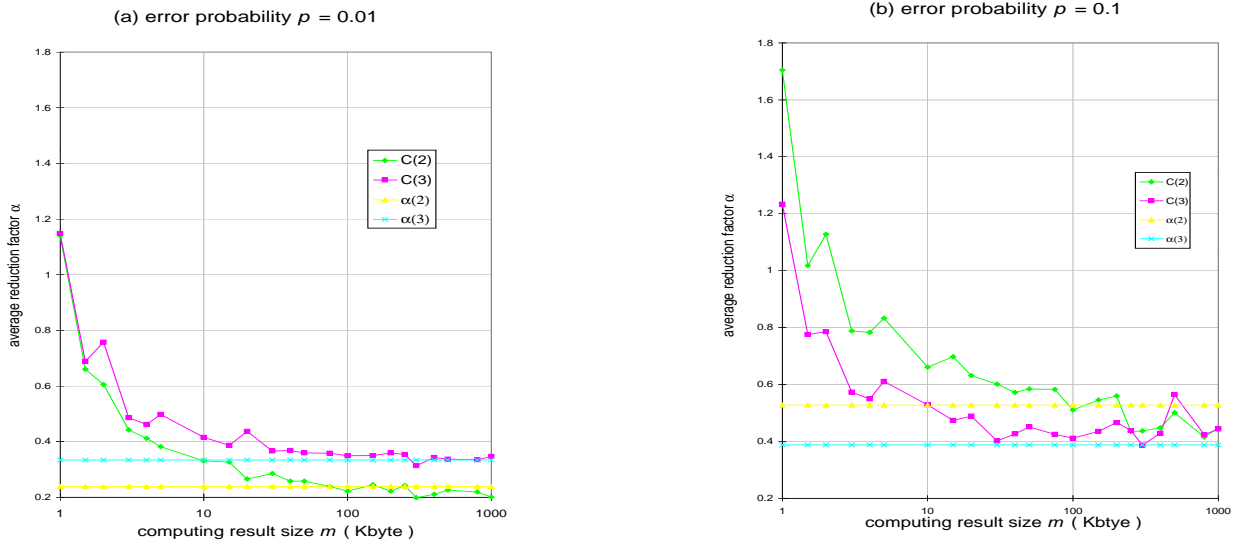 (a) error probability p = 0.01
1.8
1.6
1.4
1.2
1
0.8
0.6
0.4
0.2
average reduction factor α
C(2)
C(3)
α(2)
α(3)
1 10 100 1000
computing result size m ( Kbyte )
(b) error probability p = 0.1
1.8
1.6
1.4
1.2
1
0.8
0.6
0.4
0.2
average reduction factor α
C(2)
C(3)
α(2)
α(3)
1 10 100 1000
computing result size m ( Kbtye )